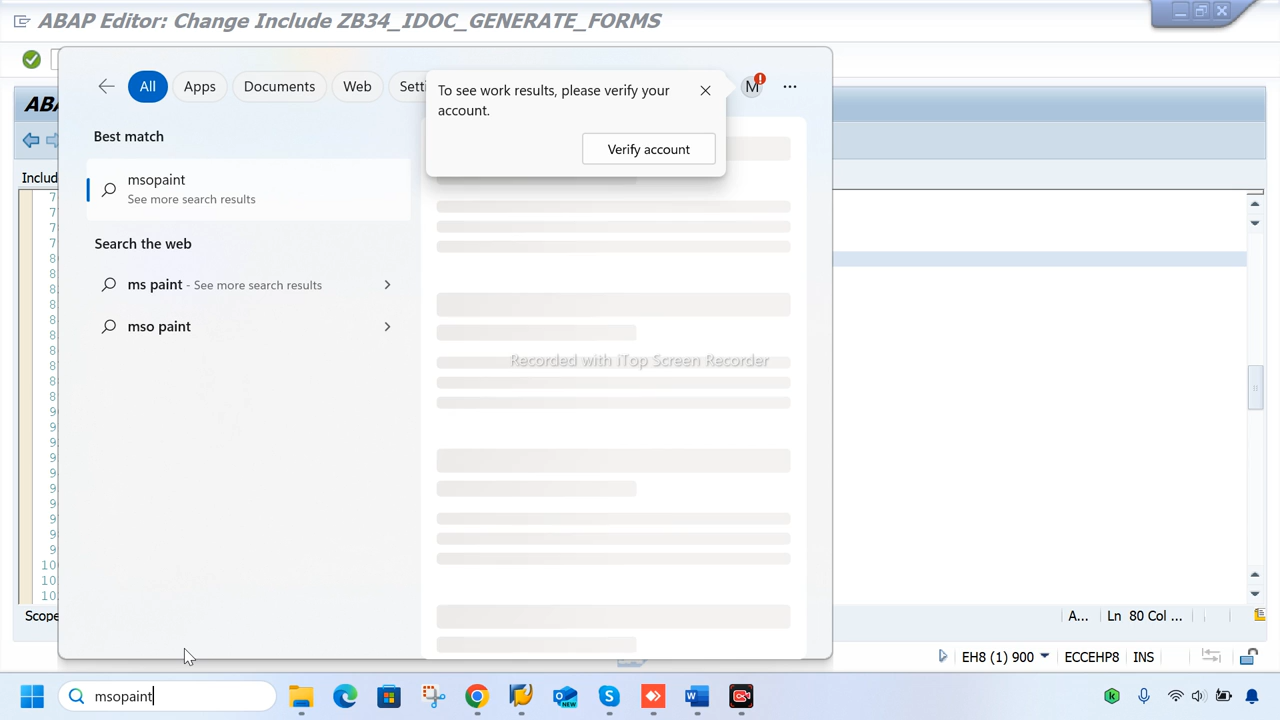 ABAP Editor: Change Include ZB34_IDOC_GENERATE_FORMS
All
Apps
Documents
Web
To see work results, please verify your
account.
Verify account
M
Best match
msopaint
See more search results
Search the web
ms paint - See more search results
mso paint
Recorded with iTop Screen Recorder
Ln 80 Col ...
A...
EH8 (1) 900
ECCEHP8
INS
msopaint
NEW